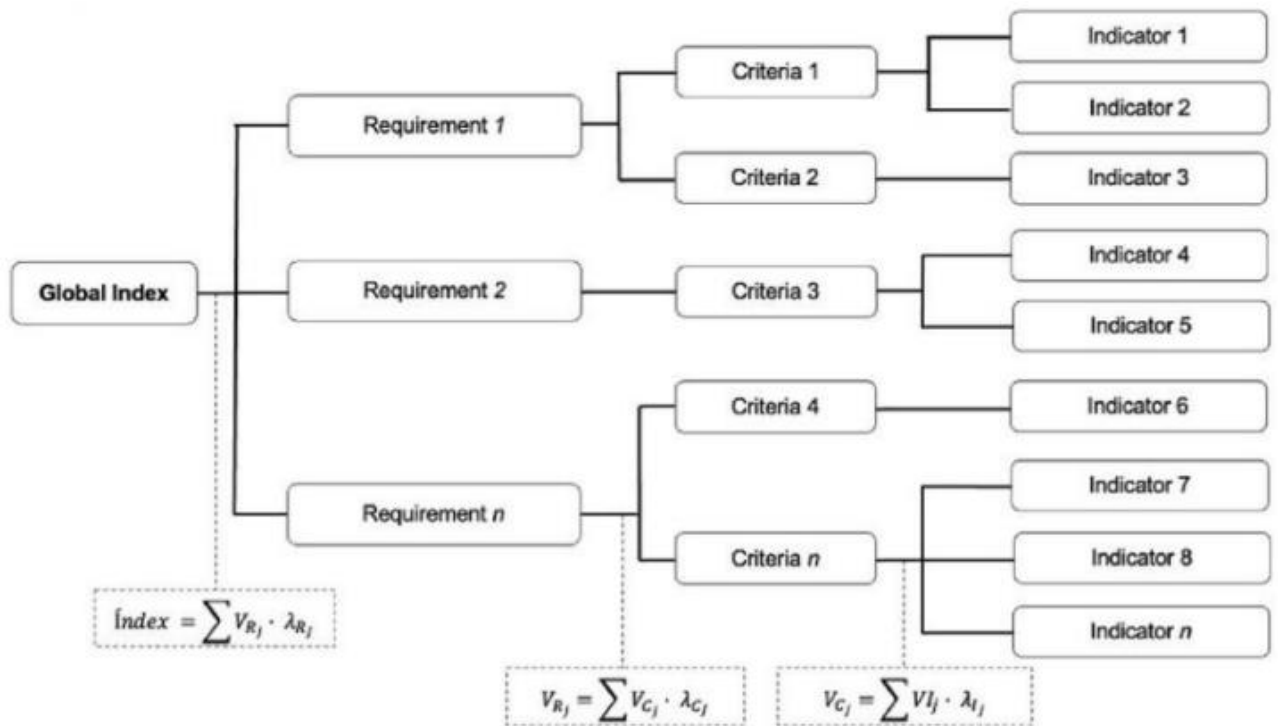 Indicator 1
Criteria 1
Indicator 2
Requirement 1
Criteria 2
Indicator 3
Indicator 4
Global Index
Requirement 2
Criteria 3
Indicator 5
Criteria 4
Indicator 6
Indicator 7
Requirement n
Criteria n
Indicator 8
Índex = ∑ V_{R_j} · λ_{R_j}
Indicator n
V_{R_j} = ∑ V_{C_j} · λ_{C_j}
V_{C_j} = ∑ VI_j · λ_{I_j}